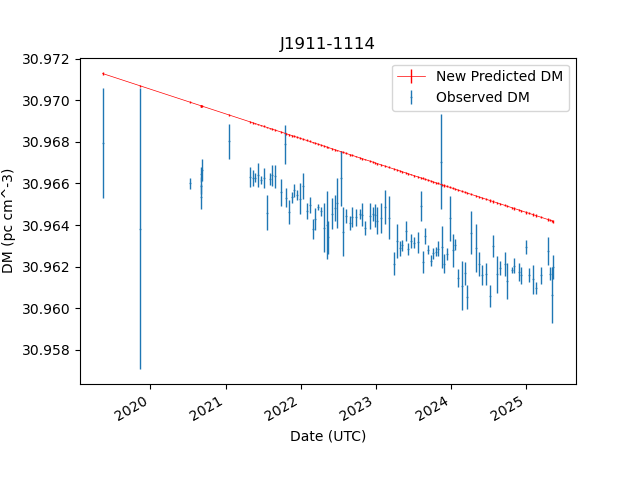 J1911-1114
30.972
30.970
30.968
30.966
30.964
30.962
30.960
30.958
DM (pc cm^-3)
New Predicted DM
Observed DM
2020
2021
2022
2023
2024
2025
Date (UTC)